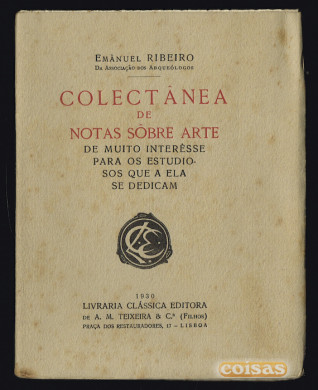 EMÂNUEL RIBEIRO
DA ASSOCIAÇÃO DOS ARQUEÓLOGOS
COLECTÂNEA
DE
NOTAS SÔBRE ARTE
DE MUITO INTERÊSSE
PARA OS ESTUDIO-
SOS QUE A ELA
SE DEDICAM
1930
LIVRARIA CLÁSSICA EDITORA
DE A. M. TEIXEIRA & C.ª (FILHOS)
PRAÇA DOS RESTAURADORES, 17 – LISBOA
coisas